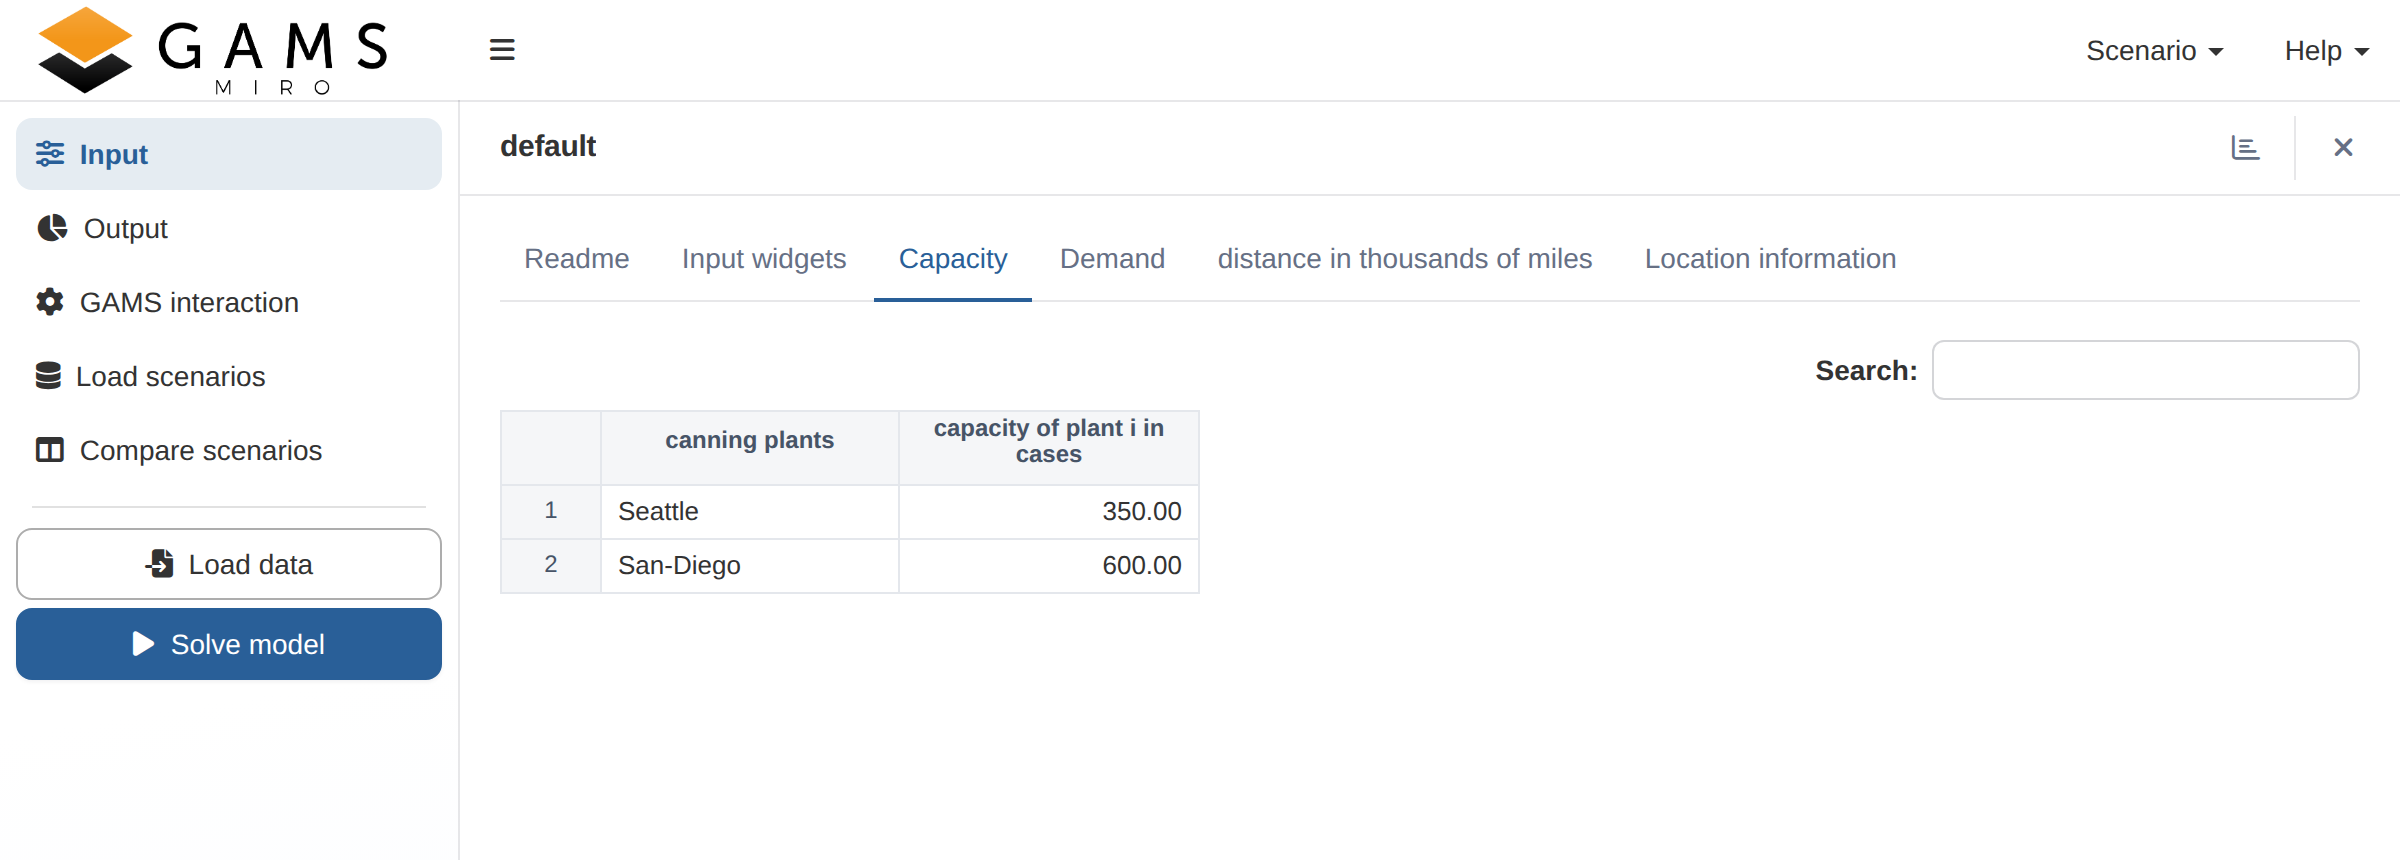 GAMS
MIRO
Scenario
Help
Input
Output
GAMS interaction
Load scenarios
Compare scenarios
Load data
Solve model
default
Readme
Input widgets
Capacity
Demand
distance in thousands of miles
Location information
Search:
canning plants
capacity of plant i in
cases
1 Seattle 350.00
2 San-Diego 600.00